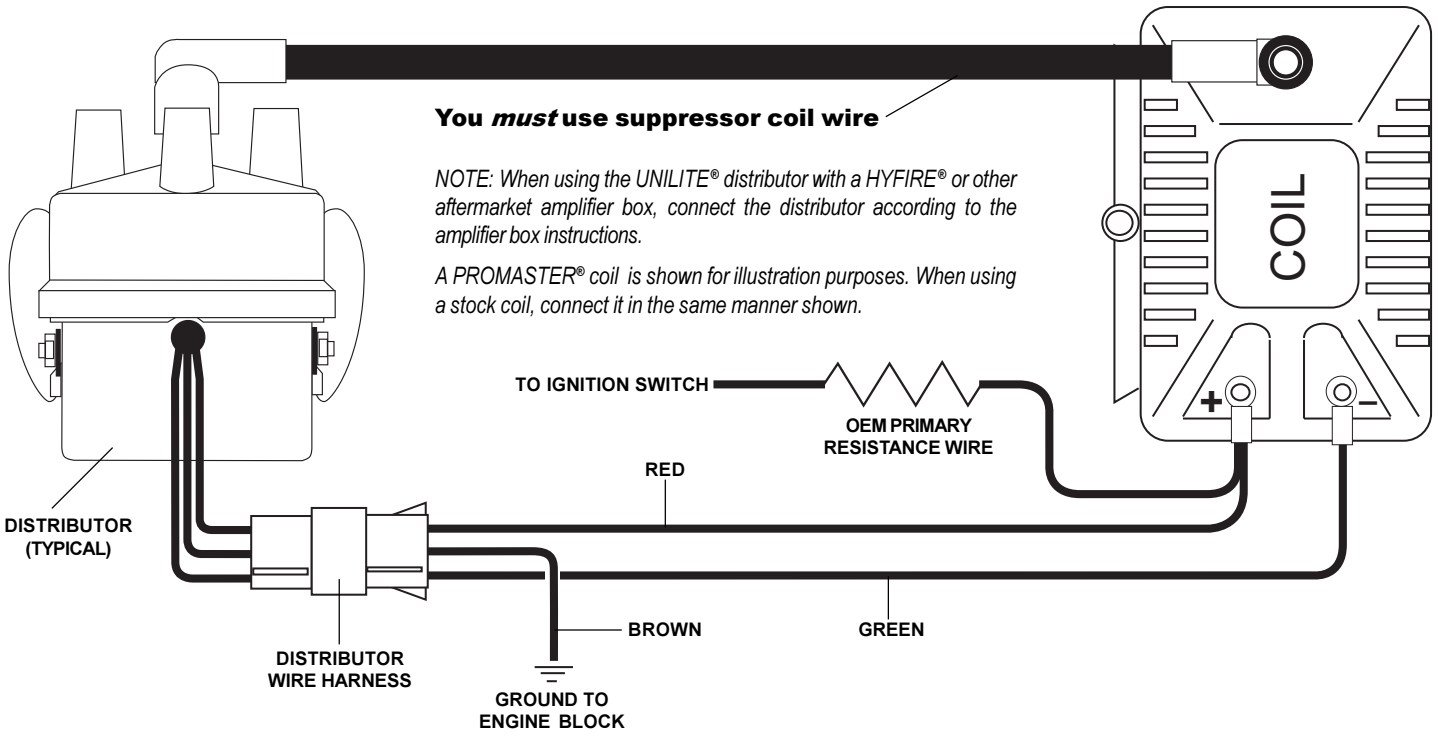 You must use suppressor coil wire
NOTE: When using the UNILITE® distributor with a HYFIRE® or other
aftermarket amplifier box, connect the distributor according to the
amplifier box instructions.
A PROMASTER® coil is shown for illustration purposes. When using
a stock coil, connect it in the same manner shown.
COIL
TO IGNITION SWITCH
OEM PRIMARY
RESISTANCE WIRE
+
–
RED
DISTRIBUTOR
(TYPICAL)
BROWN
GREEN
DISTRIBUTOR
WIRE HARNESS
GROUND TO
ENGINE BLOCK